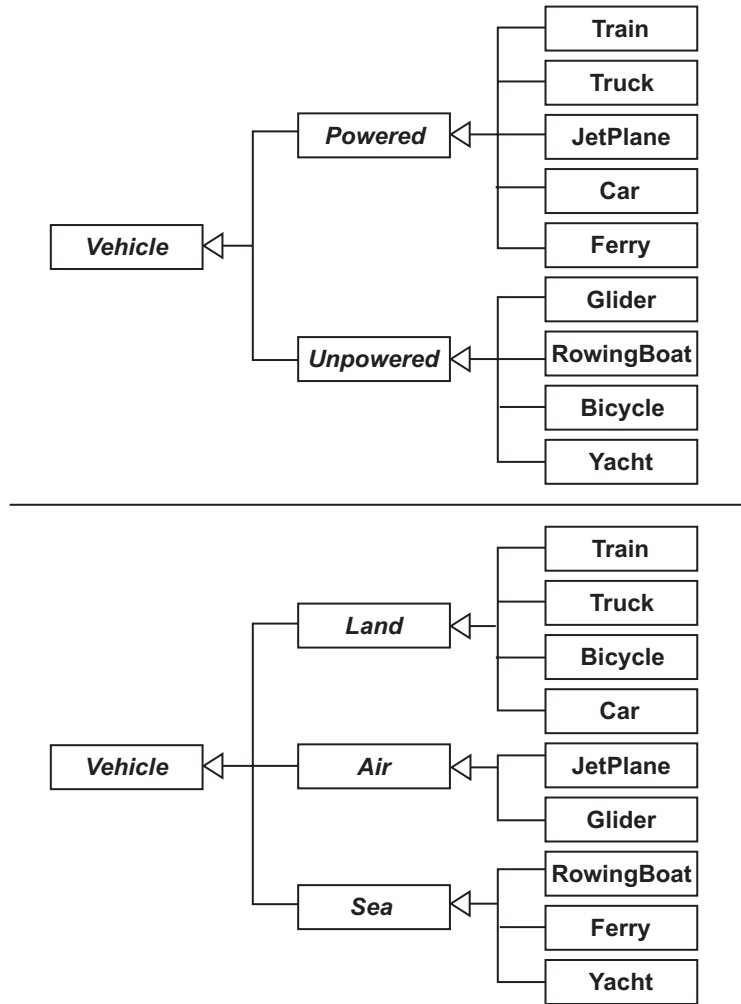 Train
Truck
Powered
JetPlane
Car
Vehicle
Ferry
Glider
Unpowered
RowingBoat
Bicycle
Yacht
Train
Land
Truck
Bicycle
Car
Vehicle
Air
JetPlane
Glider
Sea
RowingBoat
Ferry
Yacht